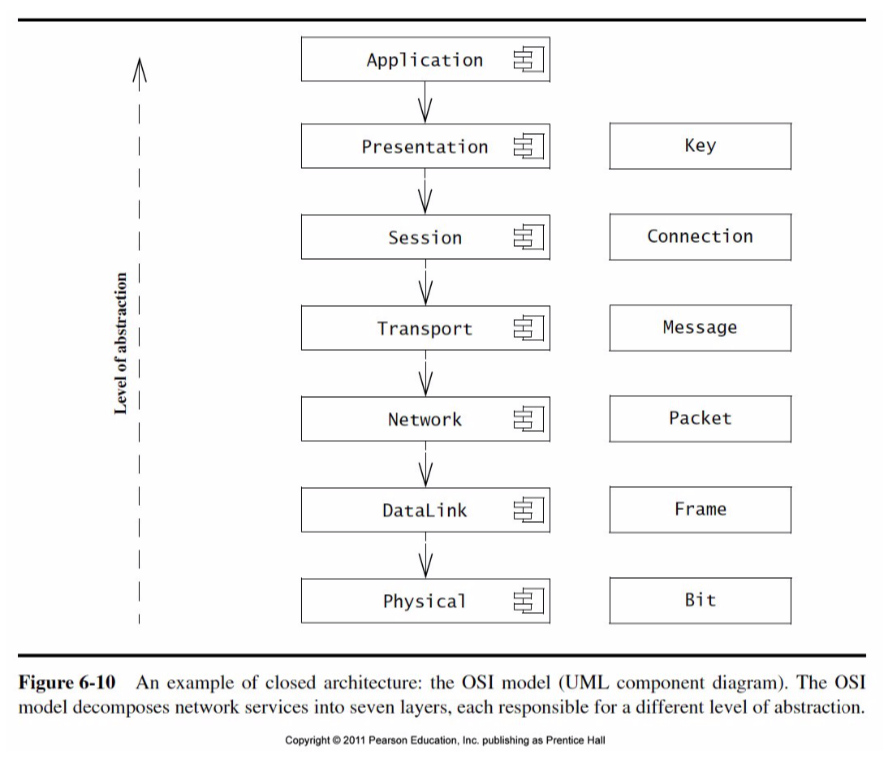 Application
Presentation
Key
Session
Connection
Transport
Message
Level of abstraction
Network
Packet
DataLink
Frame
Physical
Bit
Figure 6-10 An example of closed architecture: the OSI model (UML component diagram). The OSI
model decomposes network services into seven layers, each responsible for a different level of abstraction.
Copyright © 2011 Pearson Education, Inc. publishing as Prentice Hall